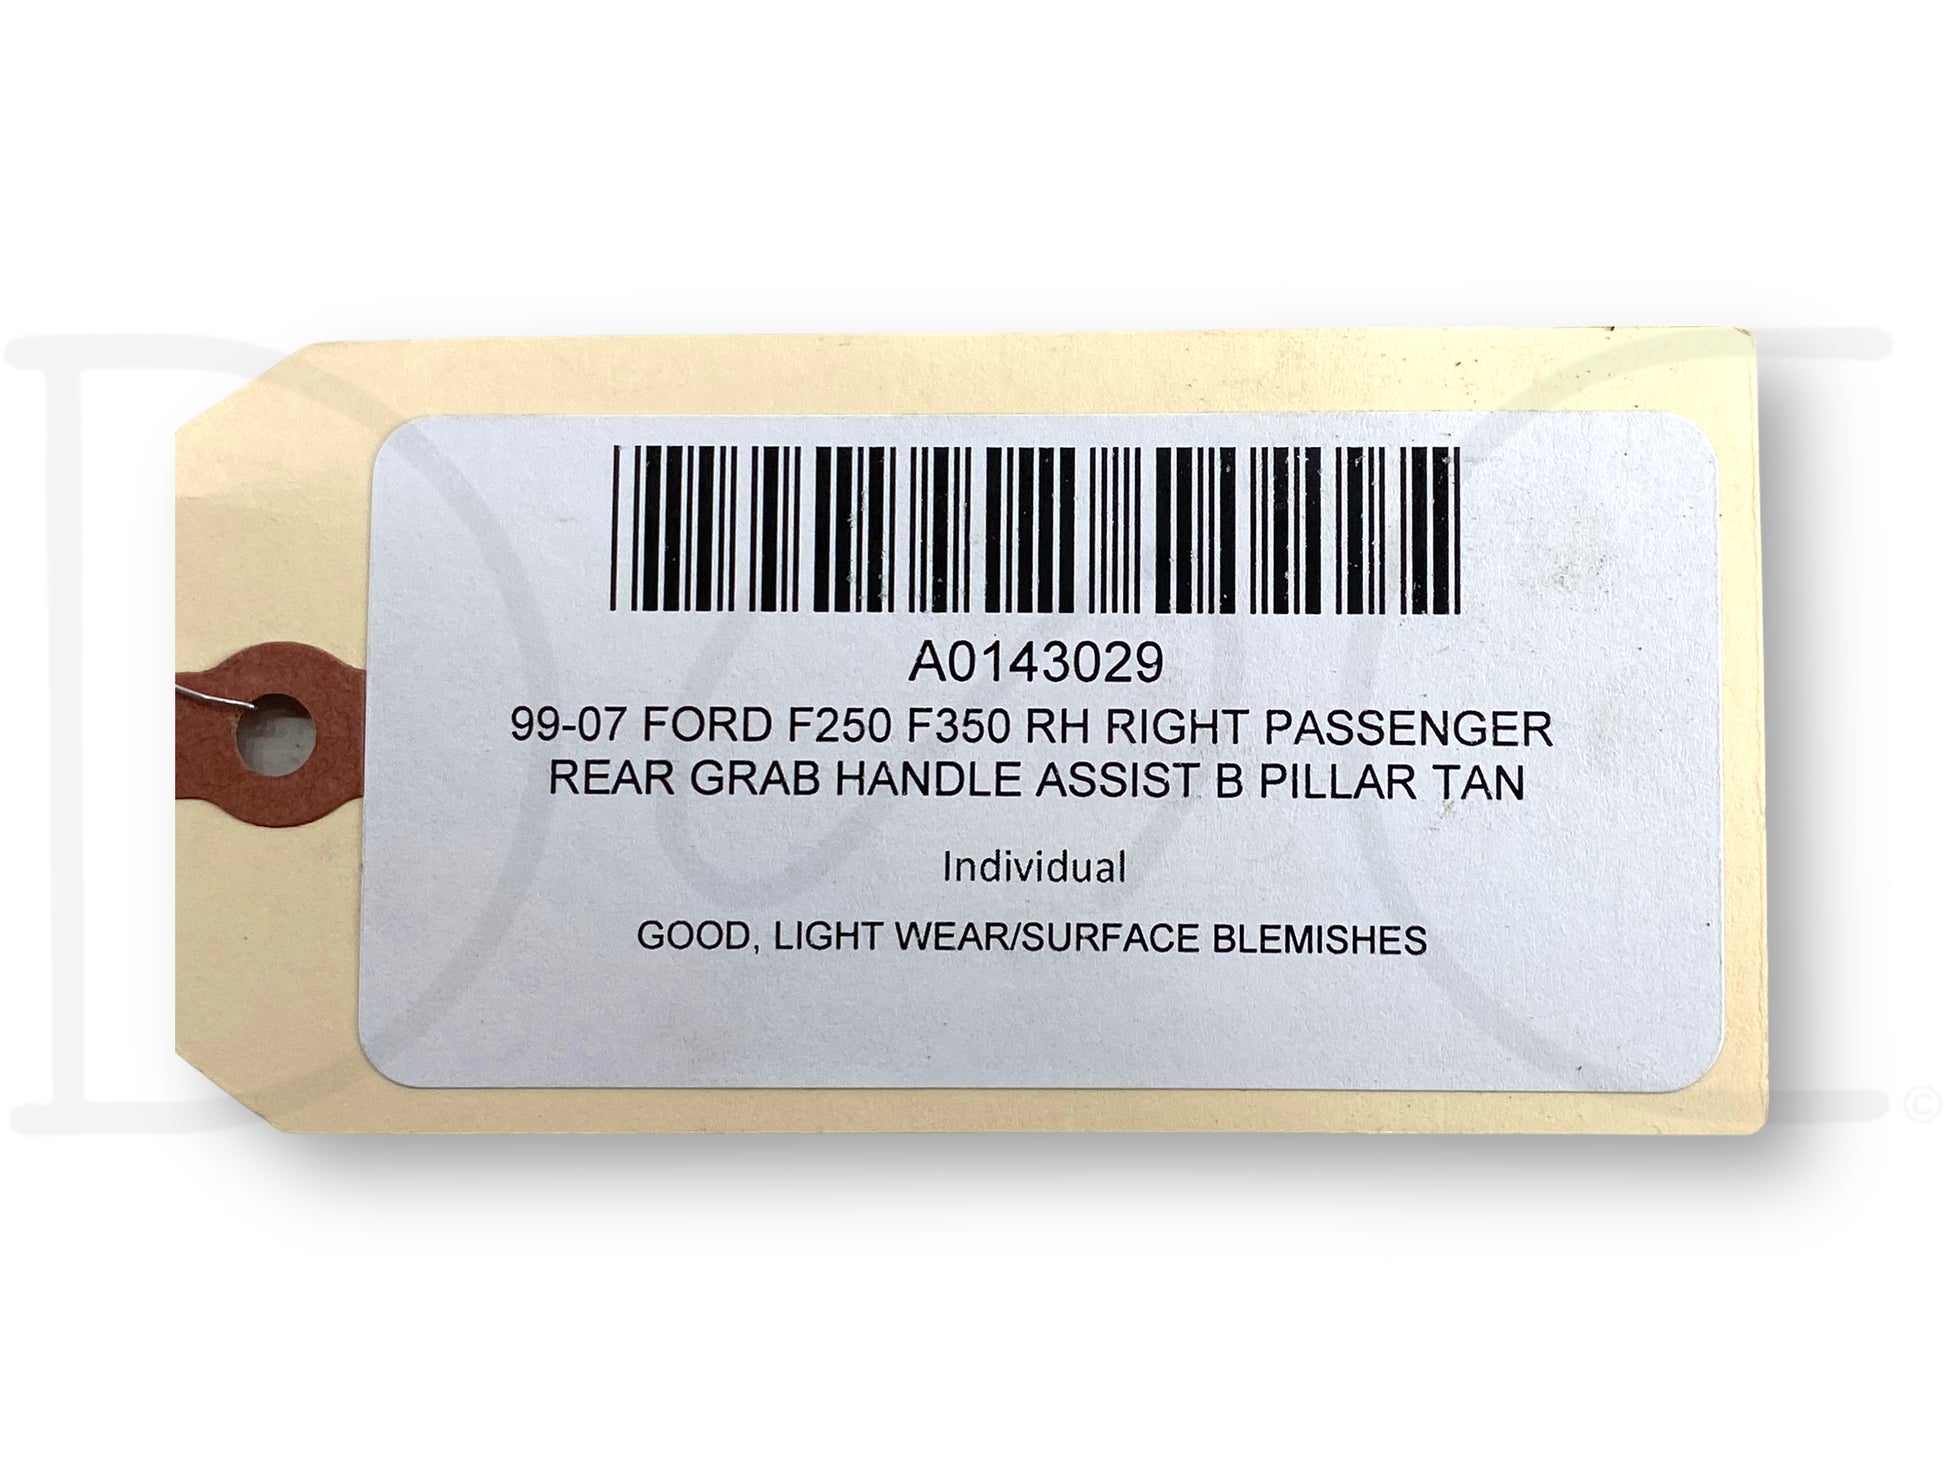 A0143029
99-07 FORD F250 F350 RH RIGHT PASSENGER
REAR GRAB HANDLE ASSIST B PILLAR TAN
Individual
GOOD, LIGHT WEAR/SURFACE BLEMISHES
©